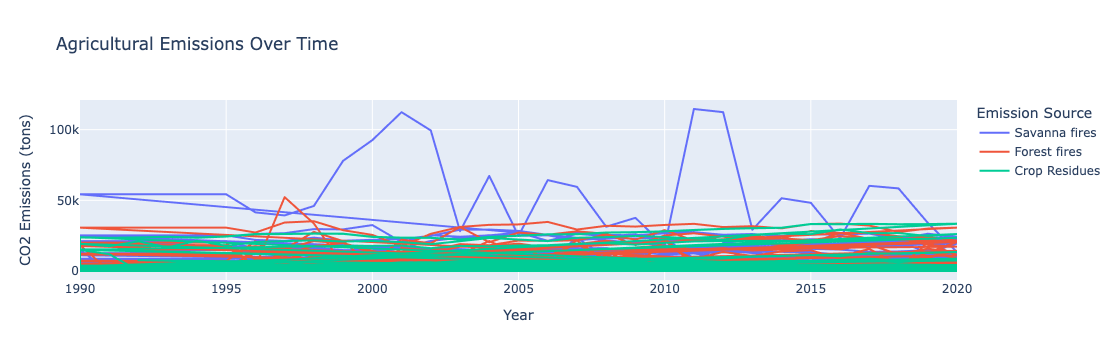 Agricultural Emissions Over Time
CO2 Emissions (tons)
100k
50k
0
1990 1995 2000 2005 2010 2015 2020
Year
Emission Source
Savanna fires
Forest fires
Crop Residues